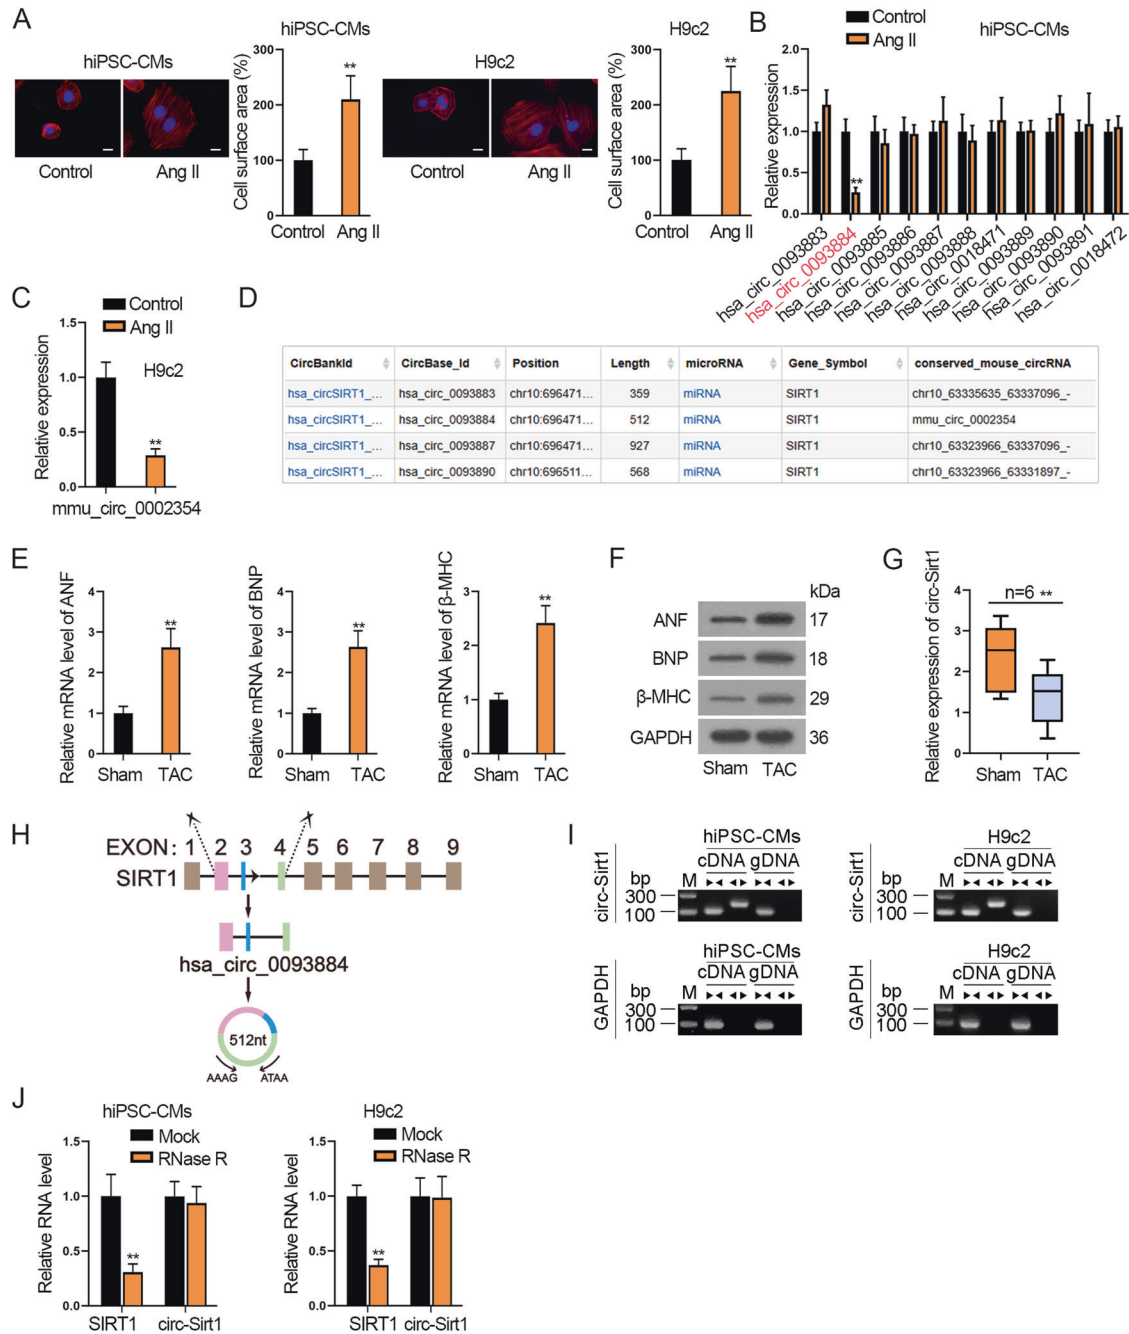 A
hiPSC-CMs
Control
Ang II
hiPSC-CMs
Cell surface area (%)
300
200
100
0
**
Control
Ang II
H9c2
Control
Ang II
H9c2
Cell surface area (%)
300
200
100
0
**
Control
Ang II
B
Control
Ang II
hiPSC-CMs
Relative expression
2.0
1.5
1.0
0.5
0.0
**
hsa_circ_0093883
hsa_circ_0093884
hsa_circ_0093885
hsa_circ_0093886
hsa_circ_0093887
hsa_circ_0093888
hsa_circ_0018471
hsa_circ_0093889
hsa_circ_0093890
hsa_circ_0093891
hsa_circ_0018472
C
Control
Ang II
H9c2
Relative expression
1.5
1.0
0.5
0.0
**
mmu_circ_0002354
D
CircBankId CircBase_Id Position Length microRNA Gene_Symbol conserved_mouse_circRNA
hsa_circSIRT1_... hsa_circ_0093883 chr10:696471... 359 miRNA SIRT1 chr10_63335635_63337096_-
hsa_circSIRT1_... hsa_circ_0093884 chr10:696471... 512 miRNA SIRT1 mmu_circ_0002354
hsa_circSIRT1_... hsa_circ_0093887 chr10:696471... 927 miRNA SIRT1 chr10_63323966_63337096_-
hsa_circSIRT1_... hsa_circ_0093890 chr10:696511... 568 miRNA SIRT1 chr10_63323966_63331897_-
E
Relative mRNA level of ANF
4
3
2
1
0
**
Sham TAC
Relative mRNA level of BNP
4
3
2
1
0
**
Sham TAC
Relative mRNA level of β-MHC
3
2
1
0
**
Sham TAC
F
kDa
ANF 17
BNP 18
β-MHC 29
GAPDH 36
Sham TAC
G
Relative expression of circ-Sirt1
n=6 **
4
3
2
1
0
Sham TAC
H
EXON: 1 2 3 4 5 6 7 8 9
SIRT1
hsa_circ_0093884
512nt
AAAG ATAA
I
hiPSC-CMs
cDNA gDNA
circ-Sirt1
bp M
300
100
H9c2
cDNA gDNA
circ-Sirt1
bp M
300
100
hiPSC-CMs
cDNA gDNA
GAPDH
bp M
300
100
H9c2
cDNA gDNA
GAPDH
bp M
300
100
J
hiPSC-CMs
Mock
RNase R
Relative RNA level
1.5
1.0
0.5
0.0
**
SIRT1 circ-Sirt1
H9c2
Mock
RNase R
Relative RNA level
1.5
1.0
0.5
0.0
**
SIRT1 circ-Sirt1